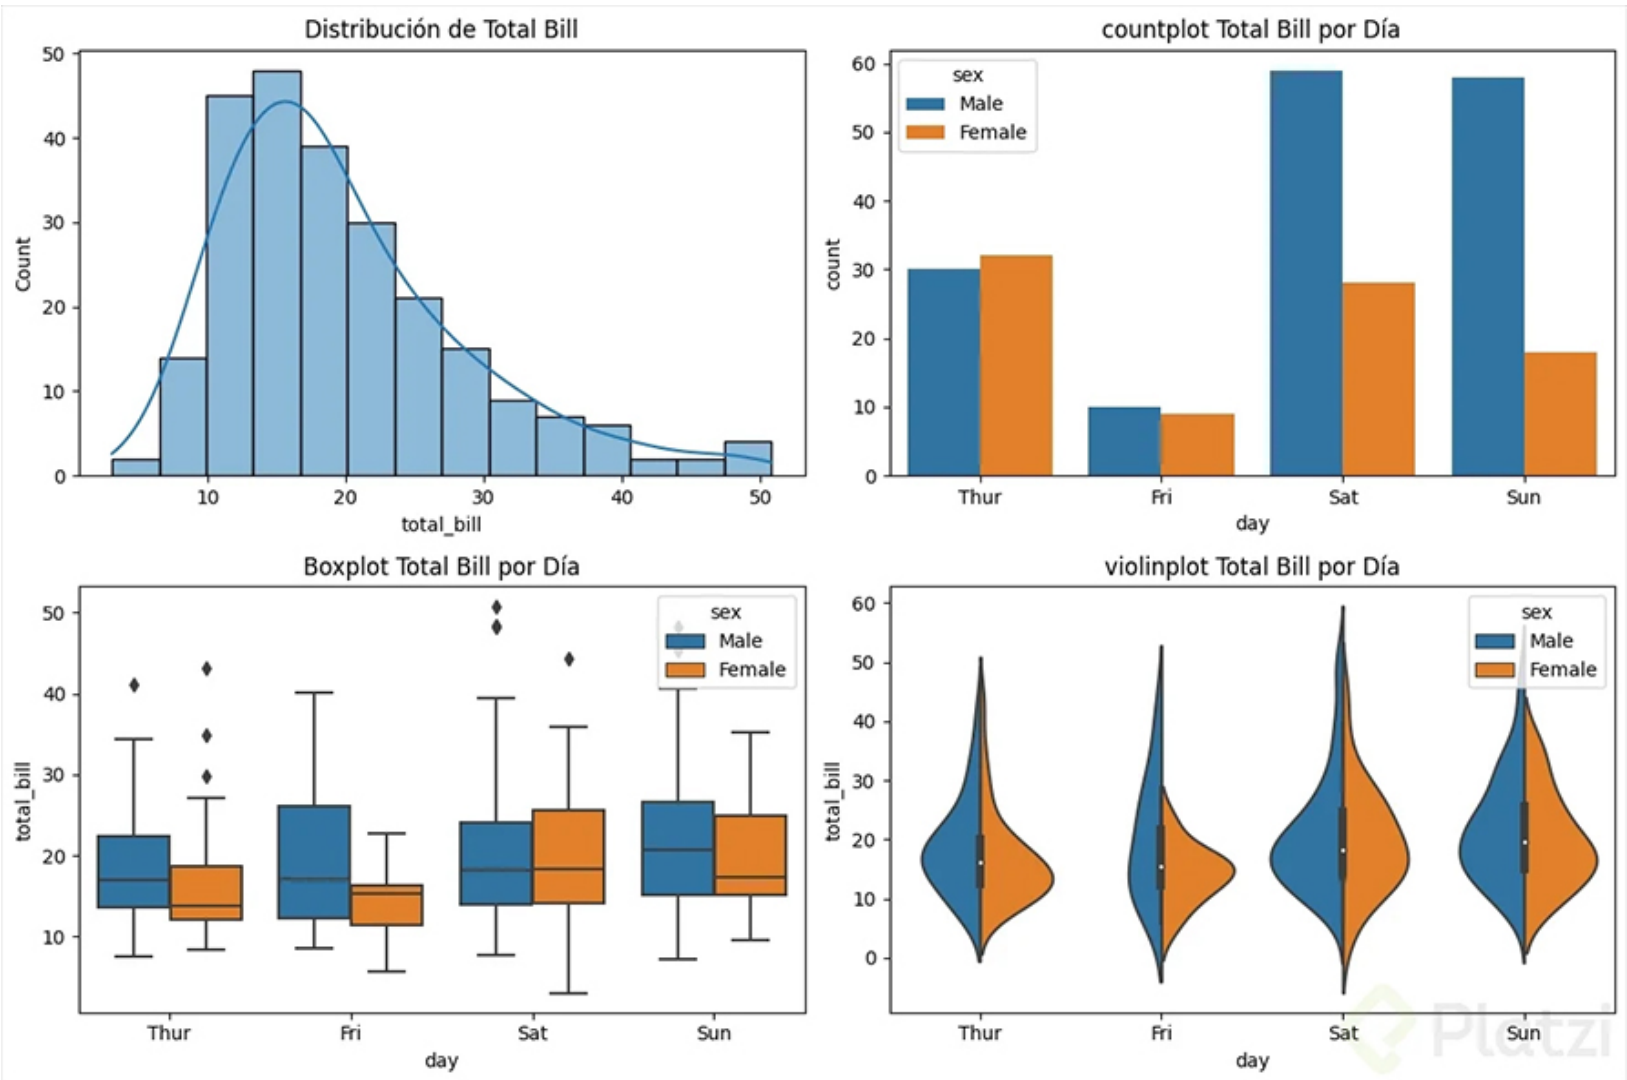 Distribución de Total Bill
50
40
30
20
10
0
Count
10 20 30 40 50
total_bill
countplot Total Bill por Día
sex
Male
Female
60
50
40
30
20
10
0
count
Thur Fri Sat Sun
day
Boxplot Total Bill por Día
sex
Male
Female
50
40
30
20
10
total_bill
Thur Fri Sat Sun
day
violinplot Total Bill por Día
sex
Male
Female
60
50
40
30
20
10
0
total_bill
Thur Fri Sat Sun
day
Platzi